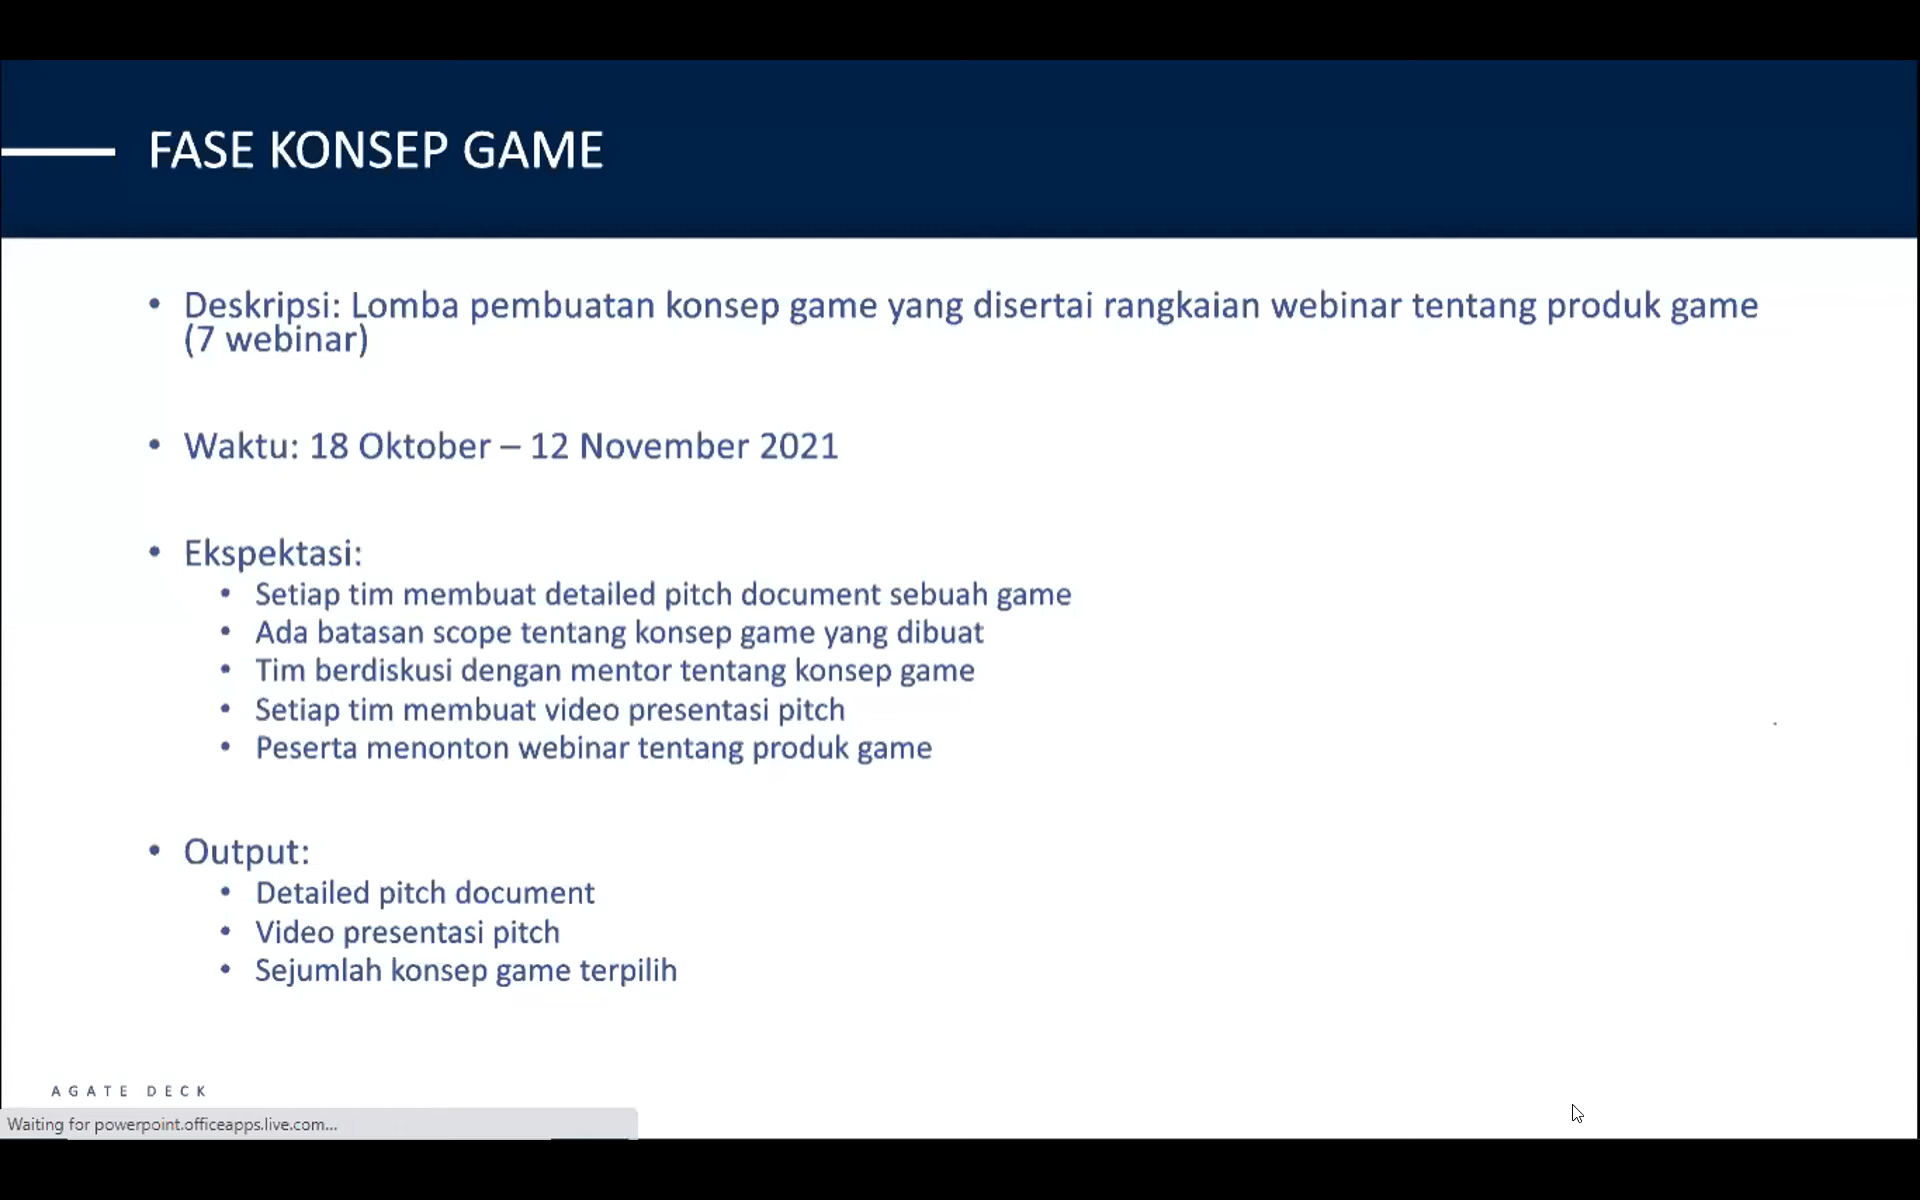 FASE KONSEP GAME
• Deskripsi: Lomba pembuatan konsep game yang disertai rangkaian webinar tentang produk game
(7 webinar)
• Waktu: 18 Oktober – 12 November 2021
• Ekspektasi:
• Setiap tim membuat detailed pitch document sebuah game
• Ada batasan scope tentang konsep game yang dibuat
• Tim berdiskusi dengan mentor tentang konsep game
• Setiap tim membuat video presentasi pitch
• Peserta menonton webinar tentang produk game
• Output:
• Detailed pitch document
• Video presentasi pitch
• Sejumlah konsep game terpilih
AGATE DECK
Waiting for powerpoint.officeapps.live.com...